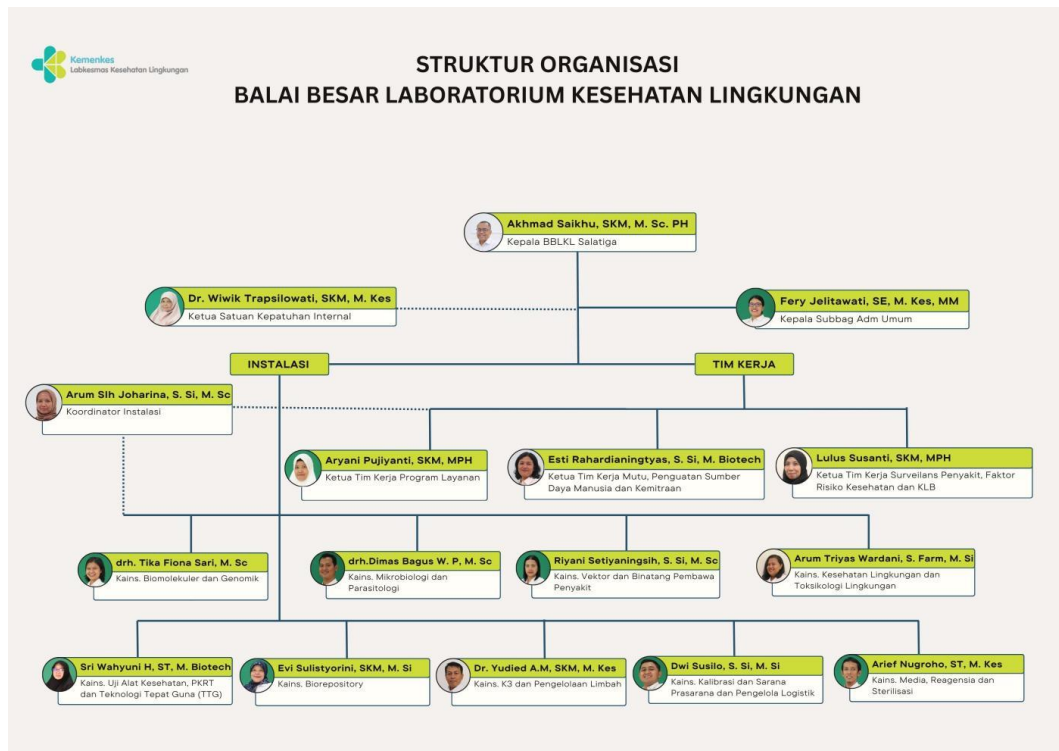 Kemenkes
Labkesmas Kesehatan Lingkungan
STRUKTUR ORGANISASI
BALAI BESAR LABORATORIUM KESEHATAN LINGKUNGAN
Akhmad Saikhu, SKM, M. Sc. PH
Kepala BBLKL Salatiga
Dr. Wiwik Trapsilowati, SKM, M. Kes
Ketua Satuan Kepatuhan Internal
Fery Jelitawati, SE, M. Kes, MM
Kepala Subbag Adm Umum
INSTALASI
TIM KERJA
Arum SIh Joharina, S. Si, M. Sc
Koordinator Instalasi
Aryani Pujiyanti, SKM, MPH
Ketua Tim Kerja Program Layanan
Esti Rahardianingtyas, S. Si, M. Biotech
Ketua Tim Kerja Mutu, Penguatan Sumber
Daya Manusia dan Kemitraan
Lulus Susanti, SKM, MPH
Ketua Tim Kerja Surveilans Penyakit, Faktor
Risiko Kesehatan dan KLB
drh. Tika Fiona Sari, M. Sc
Kains. Biomolekuler dan Genomik
drh.Dimas Bagus W. P, M. Sc
Kains. Mikrobiologi dan
Parasitologi
Riyani Setiyaningsih, S. Si, M. Sc
Kains. Vektor dan Binatang Pembawa
Penyakit
Arum Triyas Wardani, S. Farm, M. Si
Kains. Kesehatan Lingkungan dan
Toksikologi Lingkungan
Sri Wahyuni H, ST, M. Biotech
Kains. Uji Alat Kesehatan, PKRT
dan Teknologi Tepat Guna (TTG)
Evi Sulistyorini, SKM, M. Si
Kains. Biorepository
Dr. Yudied A.M, SKM, M. Kes
Kains. K3 dan Pengelolaan Limbah
Dwi Susilo, S. Si, M. Si
Kains. Kalibrasi dan Sarana
Prasarana dan Pengelola Logistik
Arief Nugroho, ST, M. Kes
Kains. Media, Reagensia dan
Sterilisasi